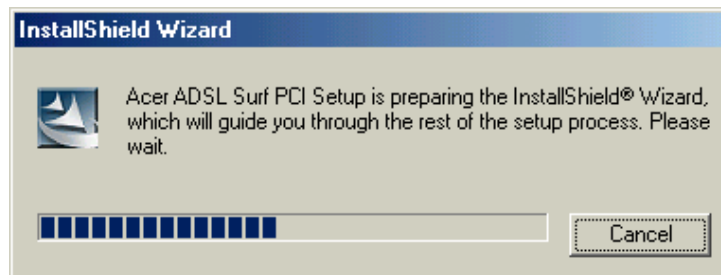 InstallShield Wizard
Acer ADSL Surf PCI Setup is preparing the InstallShield® Wizard,
which will guide you through the rest of the setup process. Please
wait.
Cancel